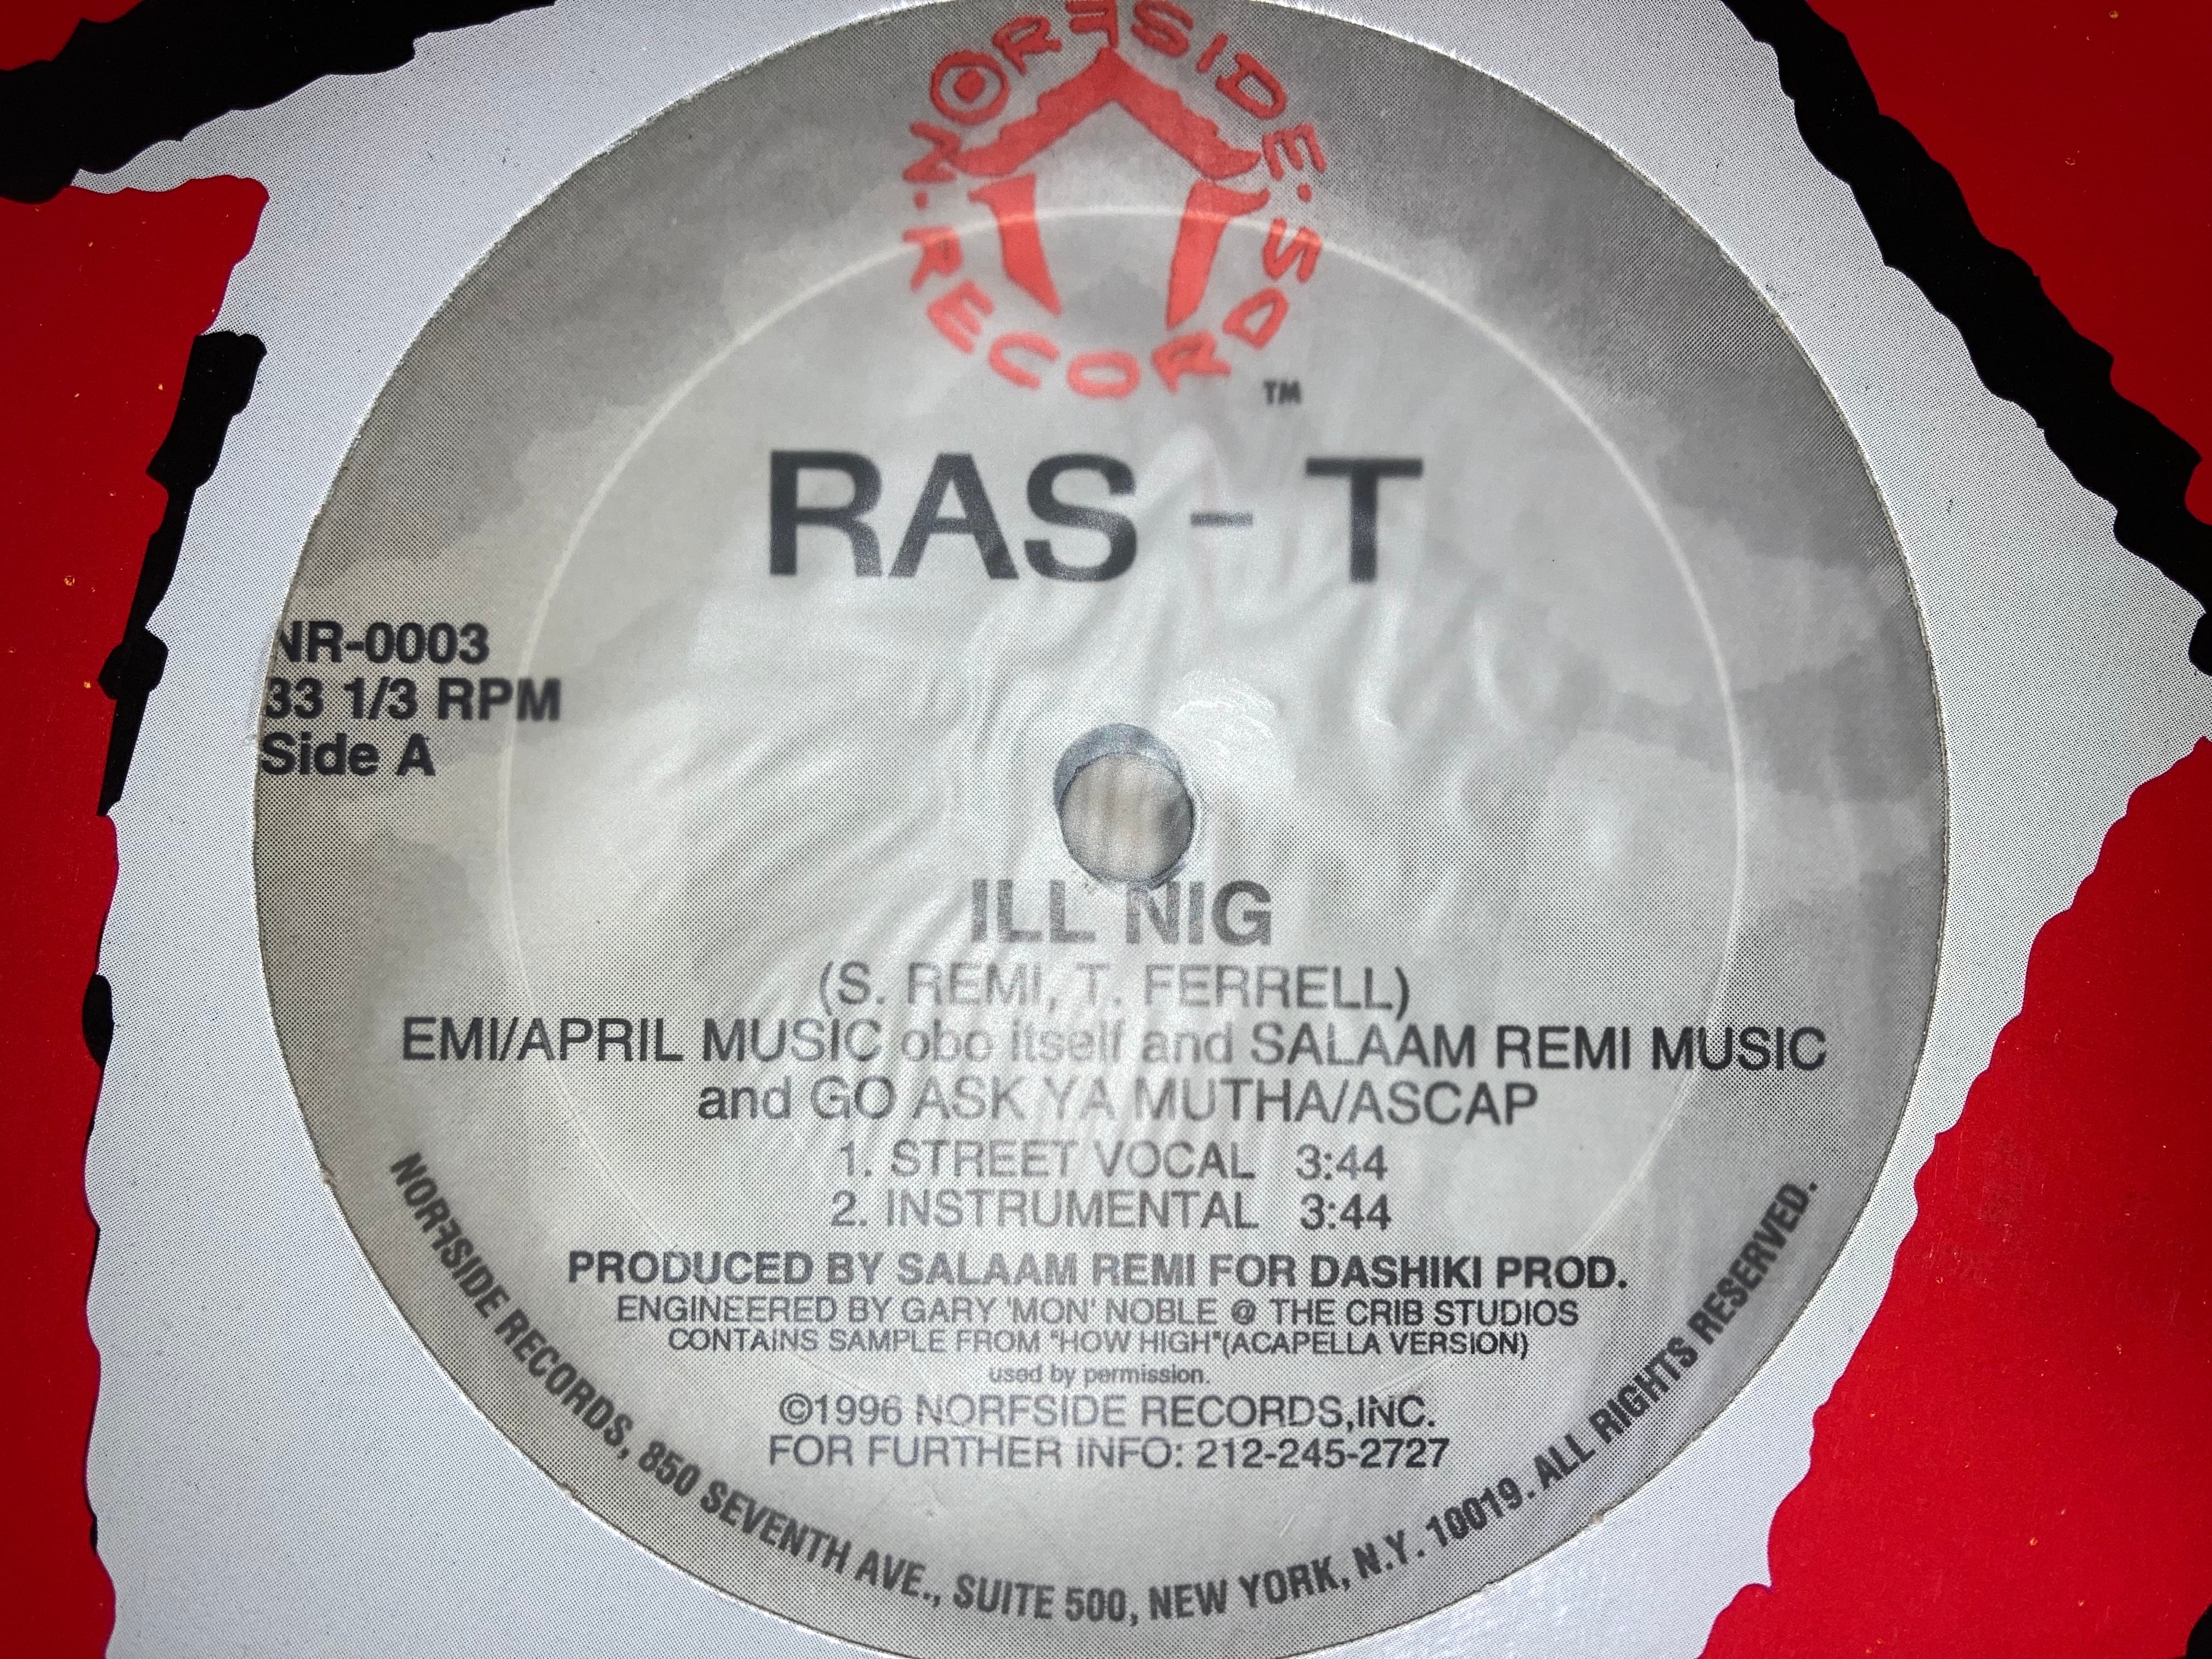 NORFSIDE · RECORDS
TM
RAS - T
NR-0003
33 1/3 RPM
Side A
ILL NIG
(S. REMI, T. FERRELL)
EMI/APRIL MUSIC obo itself and SALAAM REMI MUSIC
and GO ASK YA MUTHA/ASCAP
1. STREET VOCAL 3:44
2. INSTRUMENTAL 3:44
PRODUCED BY SALAAM REMI FOR DASHIKI PROD.
ENGINEERED BY GARY 'MON' NOBLE @ THE CRIB STUDIOS
CONTAINS SAMPLE FROM "HOW HIGH"(ACAPELLA VERSION)
used by permission.
©1996 NORFSIDE RECORDS,INC.
FOR FURTHER INFO: 212-245-2727
NORFSIDE RECORDS, 850 SEVENTH AVE., SUITE 500, NEW YORK, N.Y. 10019. ALL RIGHTS RESERVED.